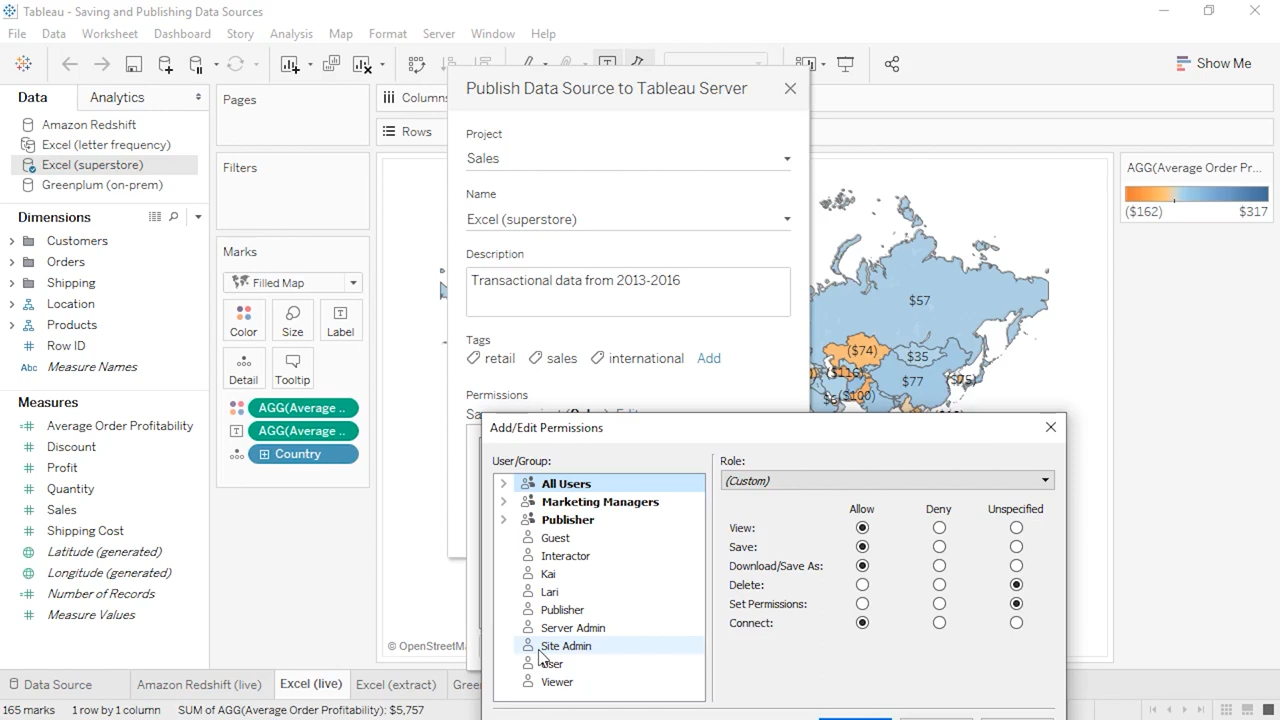 Tableau - Saving and Publishing Data Sources
File Data Worksheet Dashboard Story Analysis Map Format Server Window Help
Show Me
Data Analytics
Amazon Redshift
Excel (letter frequency)
Excel (superstore)
Greenplum (on-prem)
Dimensions
Customers
Orders
Shipping
Location
Products
Row ID
Abc Measure Names
Measures
Average Order Profitability
Discount
Profit
Quantity
Sales
Shipping Cost
Latitude (generated)
Longitude (generated)
Number of Records
Measure Values
Pages
Filters
Marks
Filled Map
Color Size Label
Detail Tooltip
AGG(Average ..
AGG(Average ..
Country
Columns
Rows
Publish Data Source to Tableau Server
Project
Sales
Name
Excel (superstore)
Description
Transactional data from 2013-2016
Tags
retail sales international Add
Permissions
$57
($74)
$35
$77
($75)
($100)
© OpenStreetM
AGG(Average Order Pr...
($162) $317
Add/Edit Permissions
User/Group:
All Users
Marketing Managers
Publisher
Guest
Interactor
Kai
Lari
Publisher
Server Admin
Site Admin
User
Viewer
Role:
(Custom)
Allow Deny Unspecified
View:
Save:
Download/Save As:
Delete:
Set Permissions:
Connect:
Data Source Amazon Redshift (live) Excel (live) Excel (extract) Green
165 marks 1 row by 1 column SUM of AGG(Average Order Profitability): $5,757